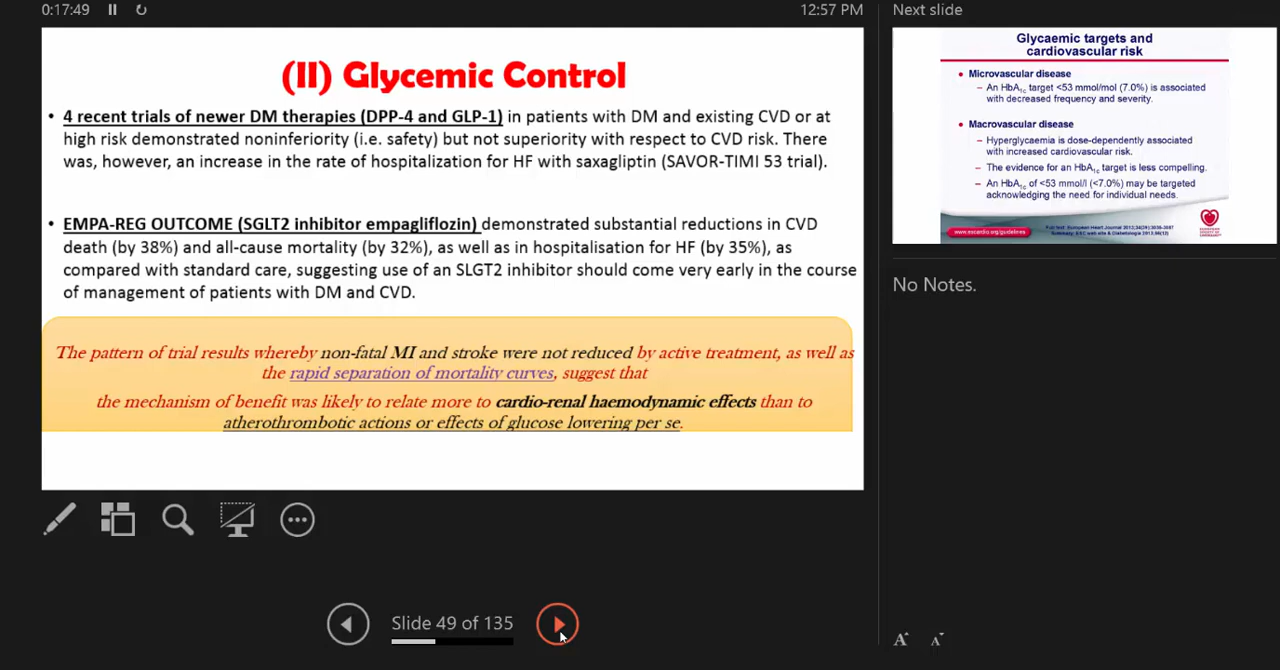 0:17:49
12:57 PM
(II) Glycemic Control
• 4 recent trials of newer DM therapies (DPP-4 and GLP-1) in patients with DM and existing CVD or at
high risk demonstrated noninferiority (i.e. safety) but not superiority with respect to CVD risk. There
was, however, an increase in the rate of hospitalization for HF with saxagliptin (SAVOR-TIMI 53 trial).
• EMPA-REG OUTCOME (SGLT2 inhibitor empagliflozin) demonstrated substantial reductions in CVD
death (by 38%) and all-cause mortality (by 32%), as well as in hospitalisation for HF (by 35%), as
compared with standard care, suggesting use of an SLGT2 inhibitor should come very early in the course
of management of patients with DM and CVD.
The pattern of trial results whereby non-fatal MI and stroke were not reduced by active treatment, as well as
the rapid separation of mortality curves, suggest that
the mechanism of benefit was likely to relate more to cardio-renal haemodynamic effects than to
atherothrombotic actions or effects of glucose lowering per se.
Slide 49 of 135
Next slide
Glycaemic targets and
cardiovascular risk
• Microvascular disease
– An HbA1c target <53 mmol/mol (7.0%) is associated
with decreased frequency and severity.
• Macrovascular disease
– Hyperglycaemia is dose-dependently associated
with increased cardiovascular risk.
– The evidence for an HbA1c target is less compelling.
– An HbA1c of <53 mmol/l (<7.0%) may be targeted
acknowledging the need for individual needs.
www.escardio.org/guidelines
No Notes.
A A